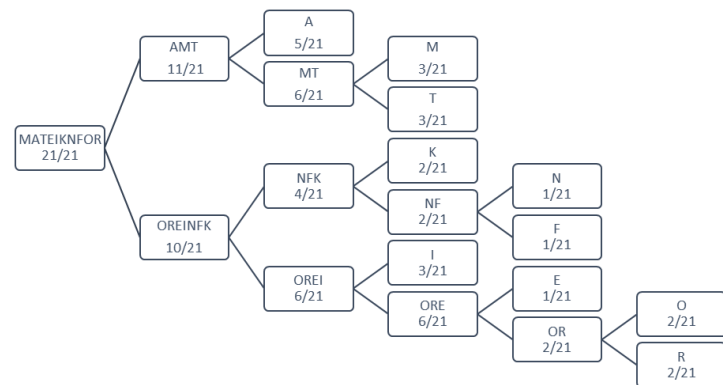 MATEIKNFOR
21/21
AMT
11/21
A
5/21
MT
6/21
M
3/21
T
3/21
OREINFK
10/21
NFK
4/21
K
2/21
NF
2/21
N
1/21
F
1/21
OREI
6/21
I
3/21
ORE
6/21
E
1/21
OR
2/21
O
2/21
R
2/21